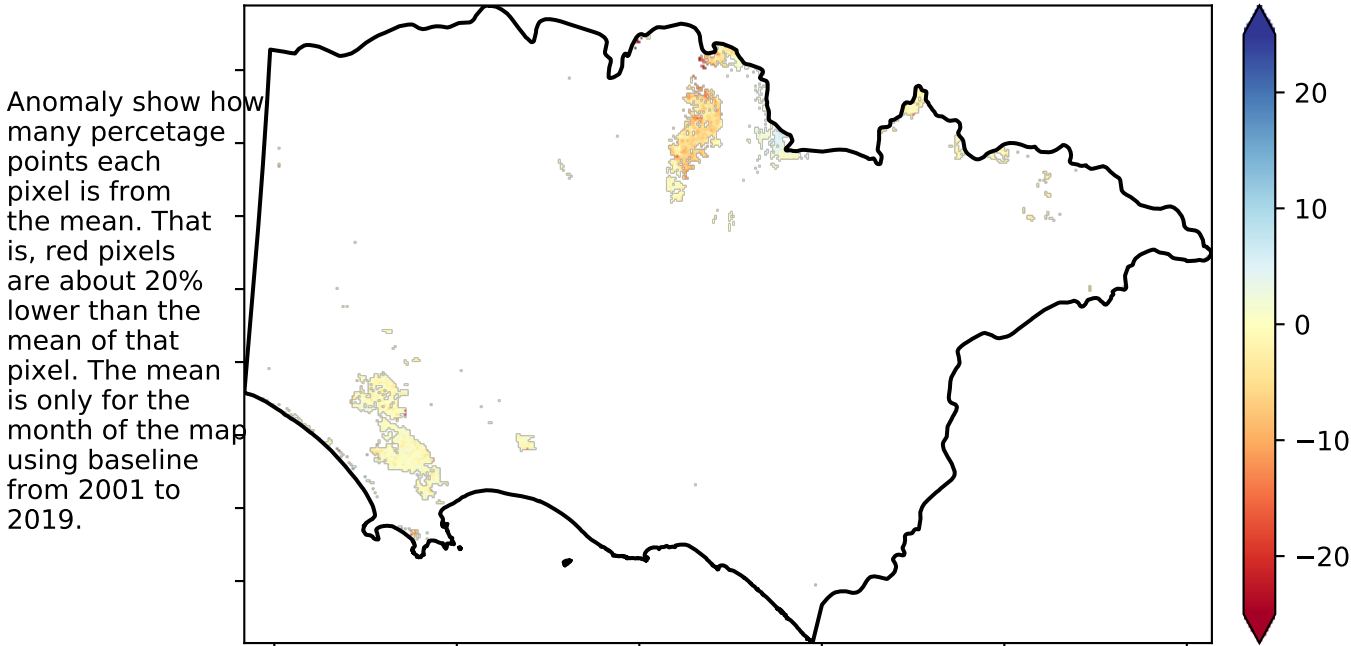 Anomaly show how
many percetage
points each
pixel is from
the mean. That
is, red pixels
are about 20%
lower than the
mean of that
pixel. The mean
is only for the
month of the map
using baseline
from 2001 to
2019.
20
10
0
−10
−20